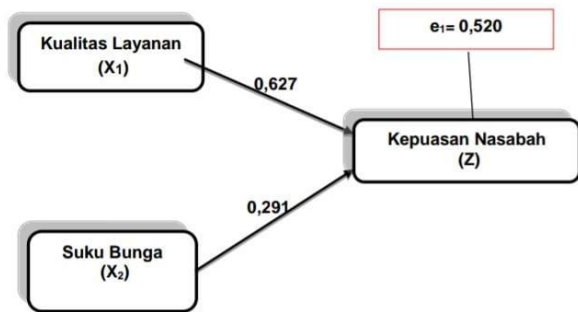 Kualitas Layanan
(X₁)
e₁= 0,520
0,627
Kepuasan Nasabah
(Z)
0,291
Suku Bunga
(X₂)